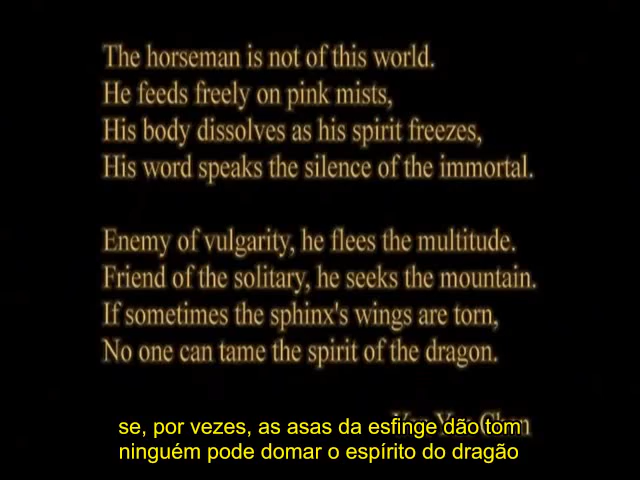 The horseman is not of this world.
He feeds freely on pink mists,
His body dissolves as his spirit freezes,
His word speaks the silence of the immortal.
Enemy of vulgarity, he flees the multitude.
Friend of the solitary, he seeks the mountain.
If sometimes the sphinx's wings are torn,
No one can tame the spirit of the dragon.
se, por vezes, as asas da esfinge dão tom
ninguém pode domar o espírito do dragão